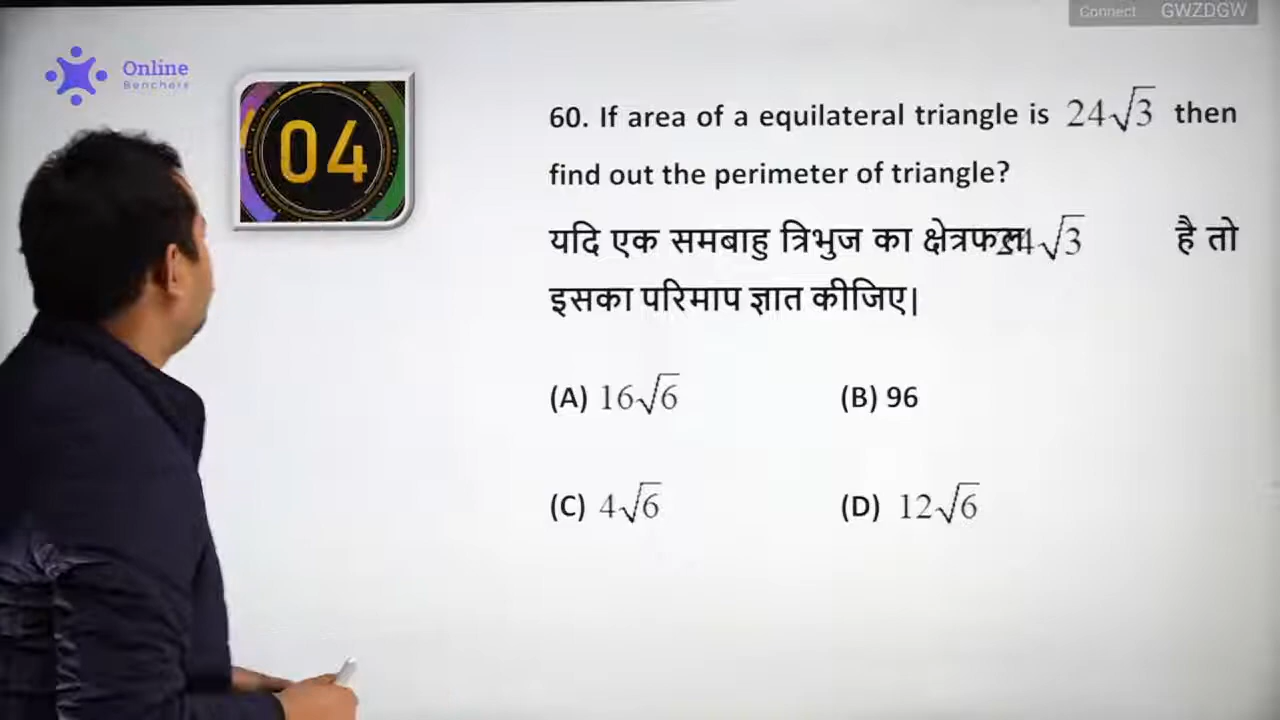 Connect GWZDGW
Online
Benchers
04
60. If area of a equilateral triangle is 24√3 then
find out the perimeter of triangle?
यदि एक समबाहु त्रिभुज का क्षेत्रफल 24√3 है तो
इसका परिमाप ज्ञात कीजिए।
(A) 16√6 (B) 96
(C) 4√6 (D) 12√6